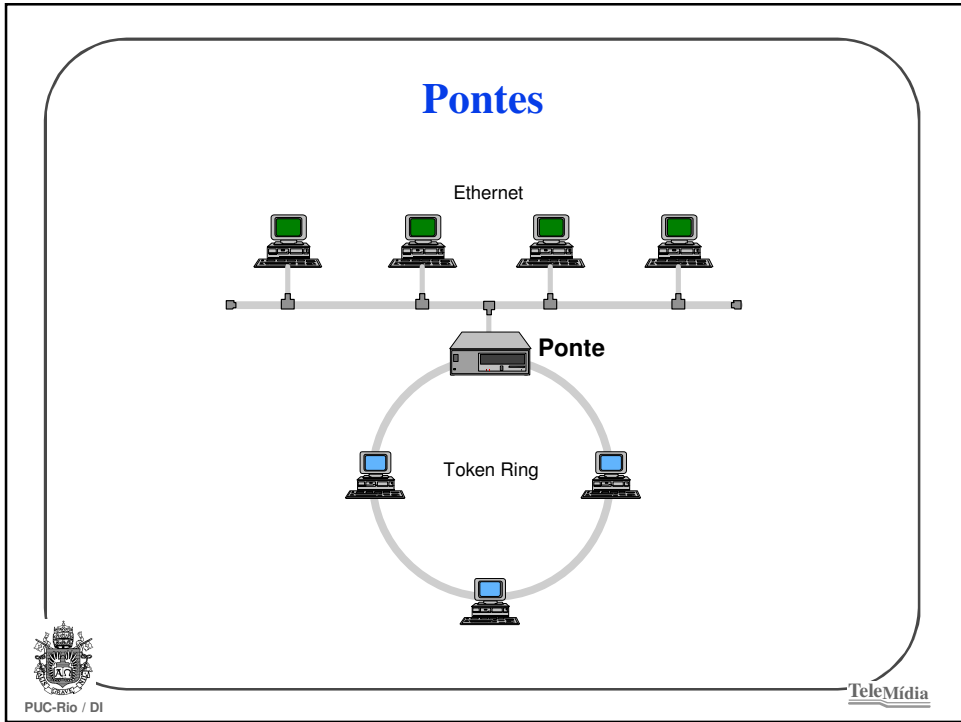 Pontes
Ethernet
Ponte
Token Ring
PUC-Rio / DI
TeleMídia